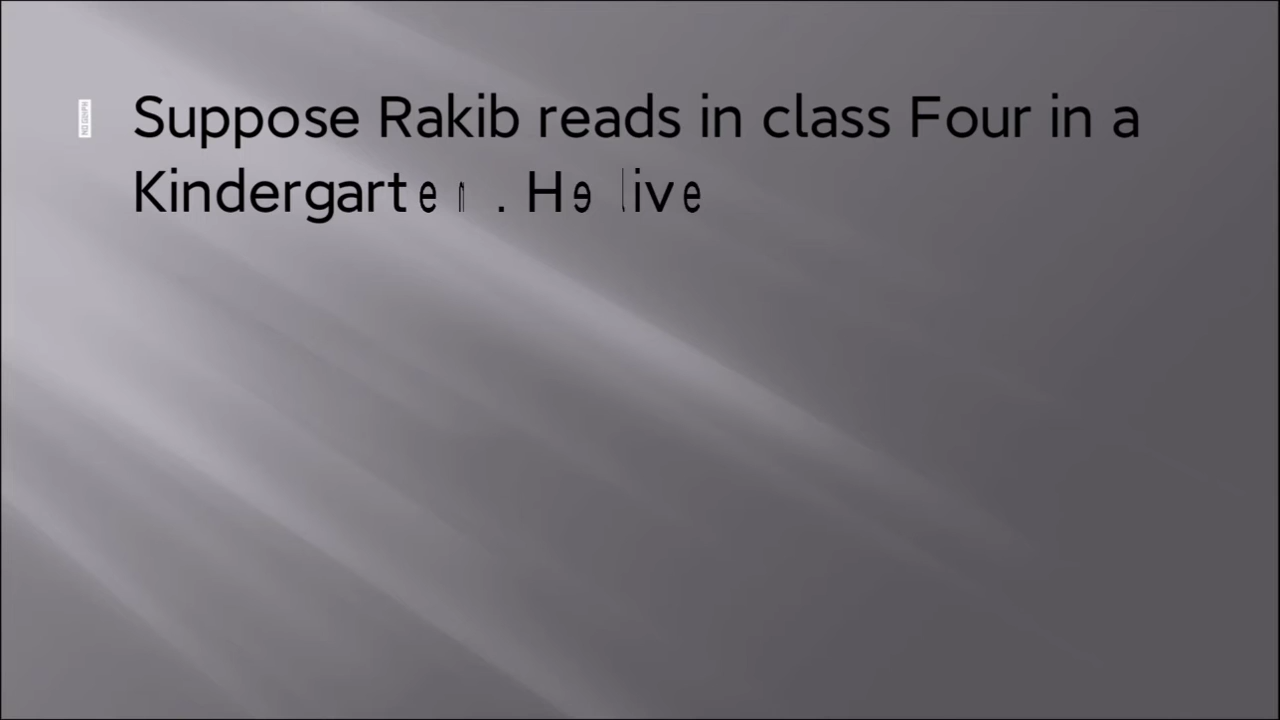 Suppose Rakib reads in class Four in a
Kindergarten. He live